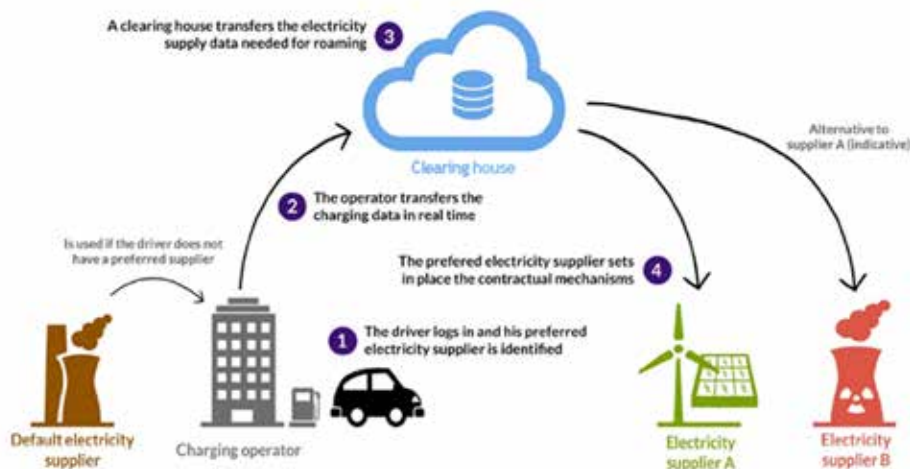 A clearing house transfers the electricity
supply data needed for roaming
3
Clearing house
Alternative to
supplier A (indicative)
2
The operator transfers the
charging data in real time
Is used if the driver does not
have a preferred supplier
The prefered electricity supplier sets
in place the contractual mechanisms
4
1
The driver logs in and his preferred
electricity supplier is identified
Default electricity
supplier
Charging operator
Electricity
supplier A
Electricity
supplier B